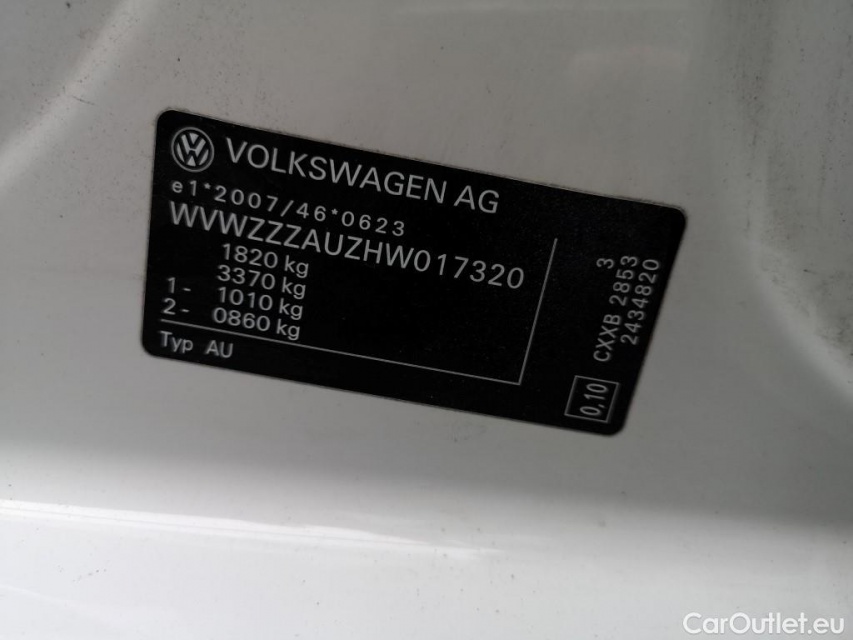 VOLKSWAGEN AG
e1*2007/46*0623
WVWZZZAUZHW017320
1820 kg
3370 kg
1- 1010 kg
2- 0860 kg
Typ AU
3
CXXB 2853
2434820
0,10
CarOutlet.eu